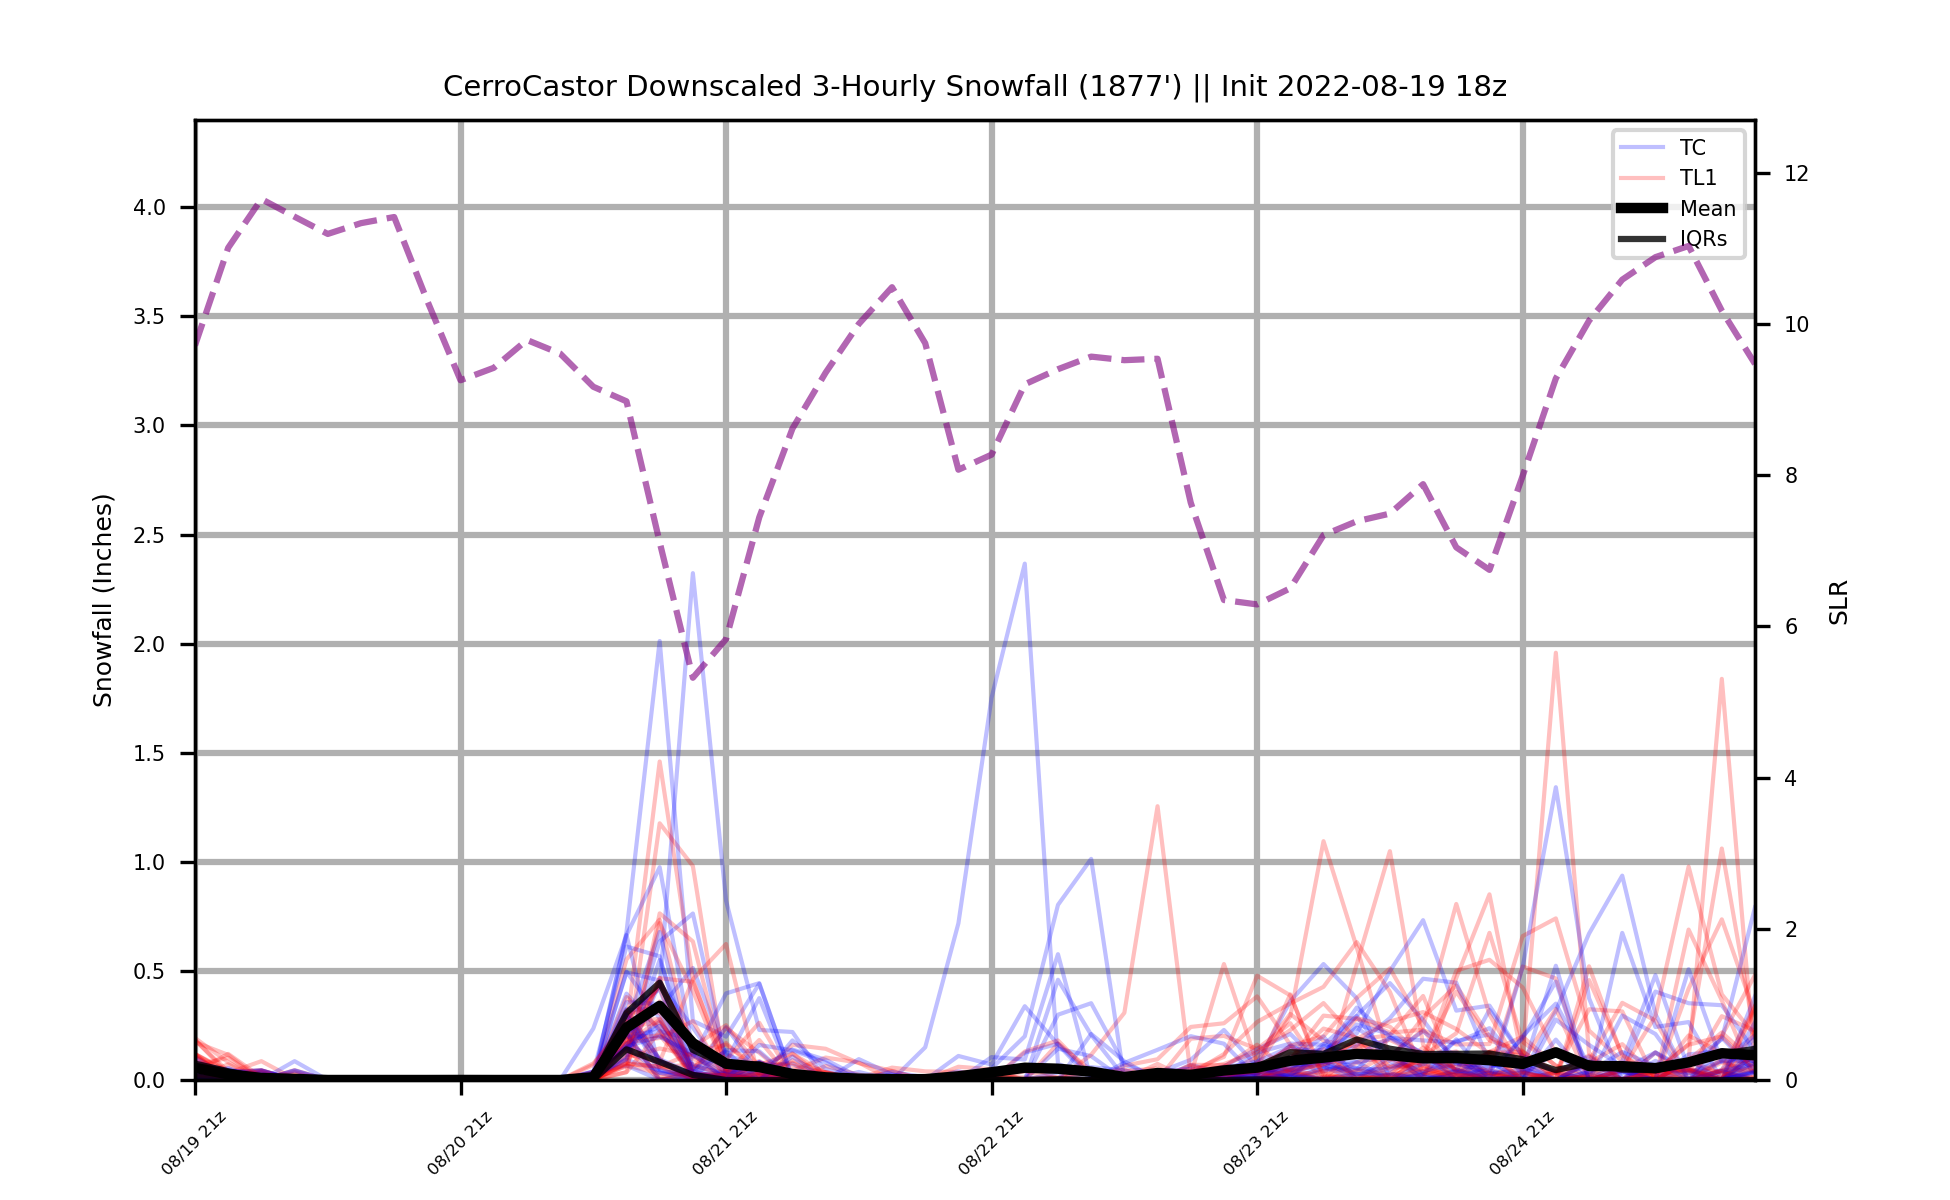 CerroCastor Downscaled 3-Hourly Snowfall (1877') || Init 2022-08-19 18z
TC
TL1
Mean
IQRs
Snowfall (Inches)
4.0
3.5
3.0
2.5
2.0
1.5
1.0
0.5
0.0
12
10
8
6
4
2
0
SLR
08/19 21z
08/20 21z
08/21 21z
08/22 21z
08/23 21z
08/24 21z